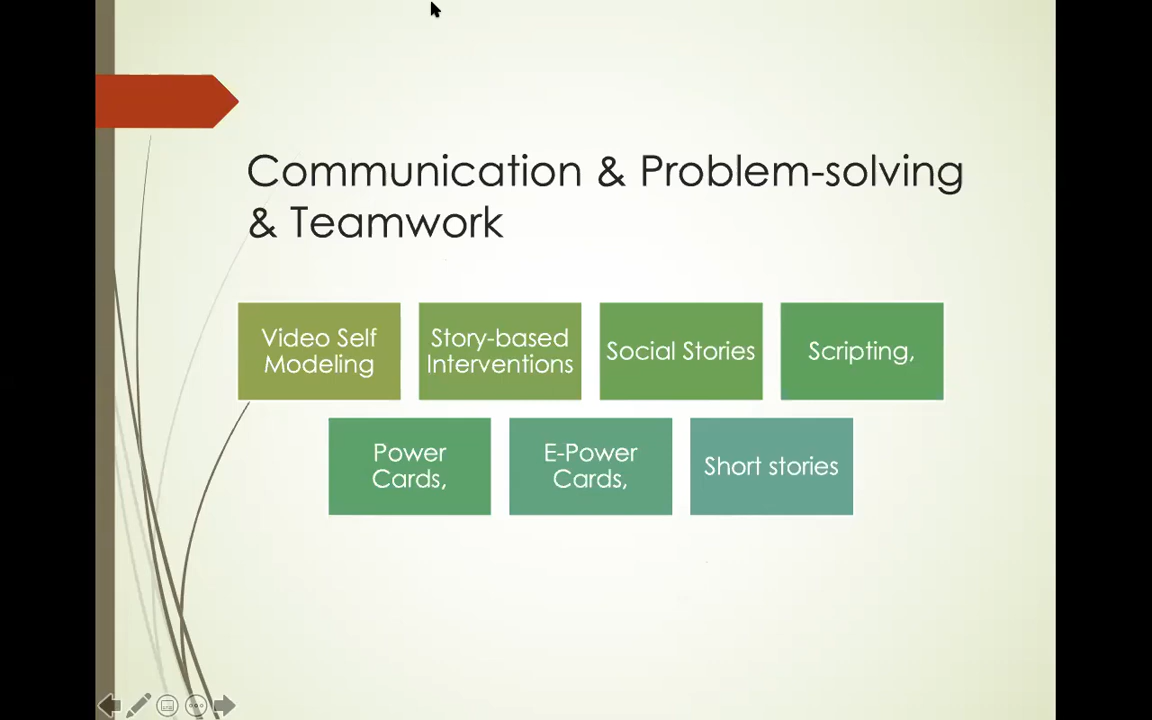 Communication & Problem-solving
& Teamwork
Video Self
Modeling
Story-based
Interventions
Social Stories
Scripting,
Power
Cards,
E-Power
Cards,
Short stories